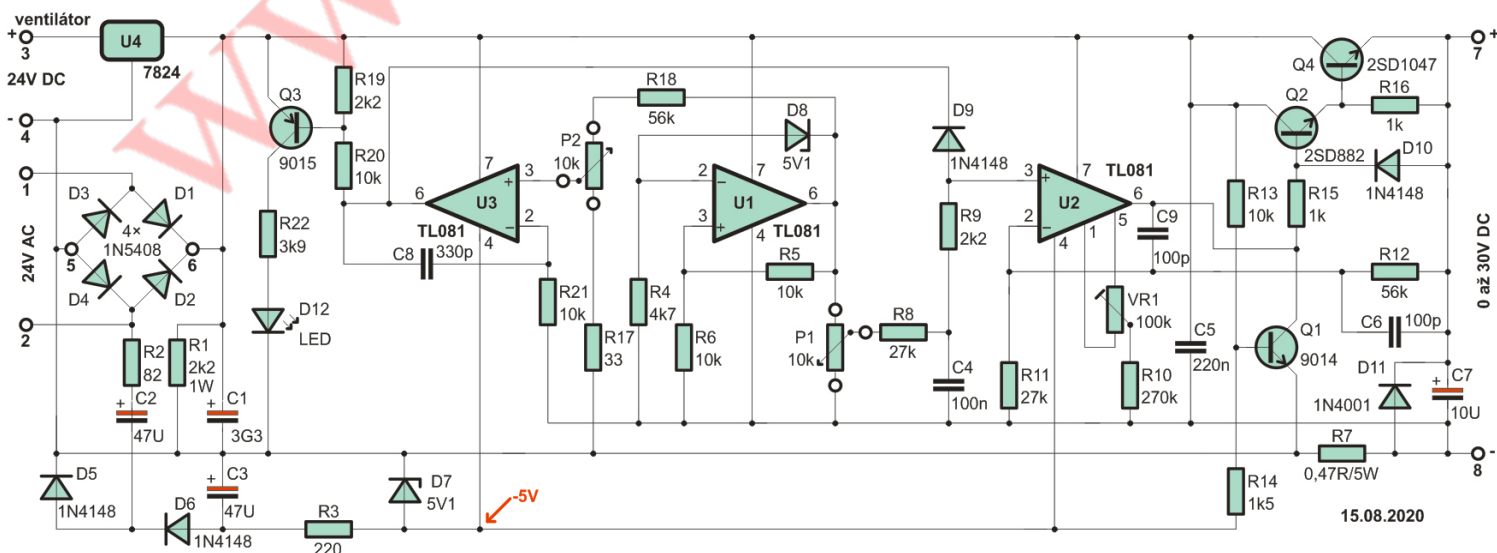 ventilátor
+
3
24V DC
-
4
U4
7824
1
24V AC
2
D3
D1
4×
1N5408
5
6
D4
D2
R2
82
R1
2k2
1W
C2
+
47U
C1
+
3G3
C3
+
47U
D5
1N4148
D6
1N4148
R3
220
D7
5V1
-5V
Q3
9015
R19
2k2
R20
10k
R22
3k9
D12
LED
U3
TL081
7
3
+
6
2
−
4
C8
330p
R21
10k
R18
56k
P2
10k
R17
33
D8
5V1
U1
TL081
2
−
7
6
3
+
4
R5
10k
R4
4k7
R6
10k
P1
10k
R8
27k
D9
1N4148
R9
2k2
C4
100n
U2
TL081
3
+
7
6
2
−
4
1
5
C9
100p
VR1
100k
R11
27k
R10
270k
C5
220n
Q4
2SD1047
Q2
2SD882
R16
1k
D10
1N4148
R13
10k
R15
1k
R12
56k
C6
100p
Q1
9014
D11
1N4001
C7
+
10U
R7
0,47R/5W
R14
1k5
+
7
0 až 30V DC
-
8
15.08.2020
WW